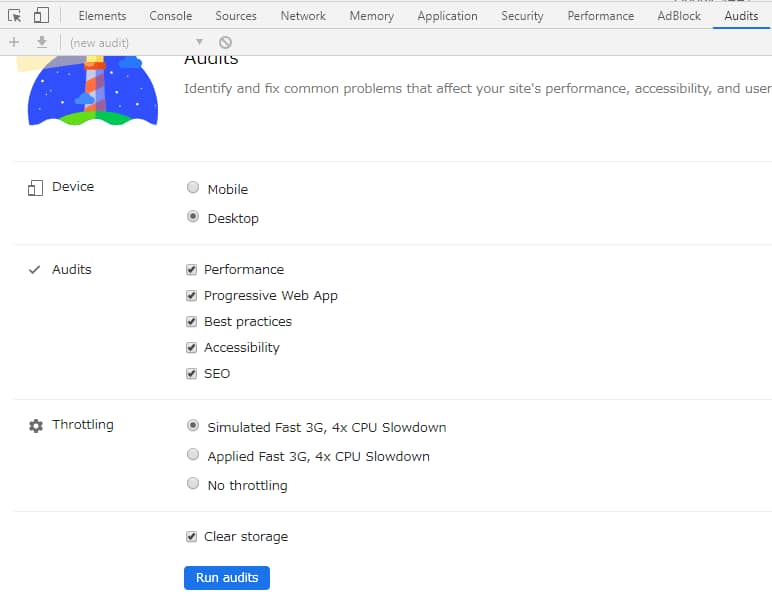 Elements Console Sources Network Memory Application Security Performance AdBlock Audits
(new audit)
Audits
Identify and fix common problems that affect your site's performance, accessibility, and user
Device
Mobile
Desktop
Audits
Performance
Progressive Web App
Best practices
Accessibility
SEO
Throttling
Simulated Fast 3G, 4x CPU Slowdown
Applied Fast 3G, 4x CPU Slowdown
No throttling
Clear storage
Run audits